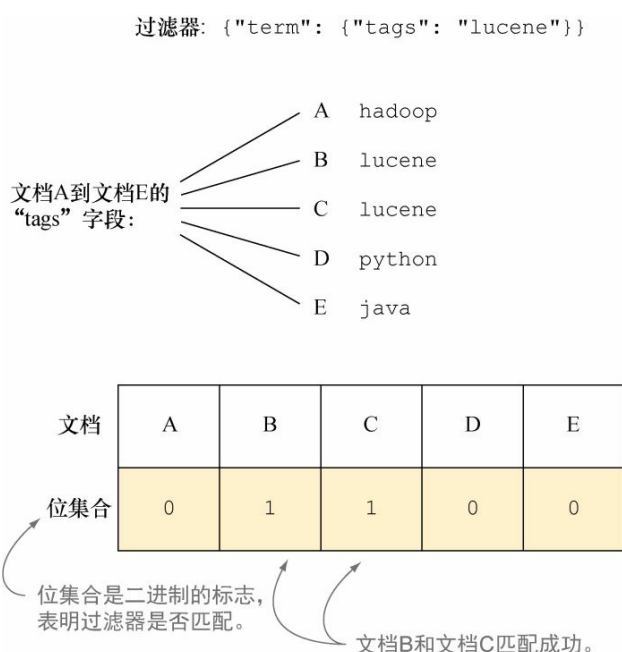 过滤器: {"term": {"tags": "lucene"}}
A hadoop
B lucene
文档A到文档E的
“tags”字段:
C lucene
D python
E java
文档 A B C D E
位集合 0 1 1 0 0
位集合是二进制的标志,
表明过滤器是否匹配。
文档B和文档C匹配成功。